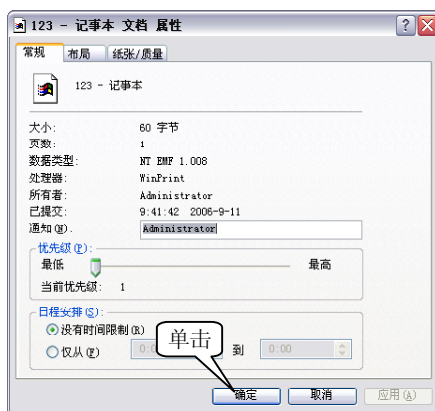 123 - 记事本 文档 属性
常规 布局 纸张/质量
123 - 记事本
大小: 60 字节
页数: 1
数据类型: NT EMF 1.008
处理器: WinPrint
所有者: Administrator
已提交: 9:41:42 2006-9-11
通知(N): Administrator
优先级(P):
最低 最高
当前优先级: 1
日程安排(S):
没有时间限制(R)
单击
仅从(F) 0:00 到 0:00
确定 取消 应用(A)